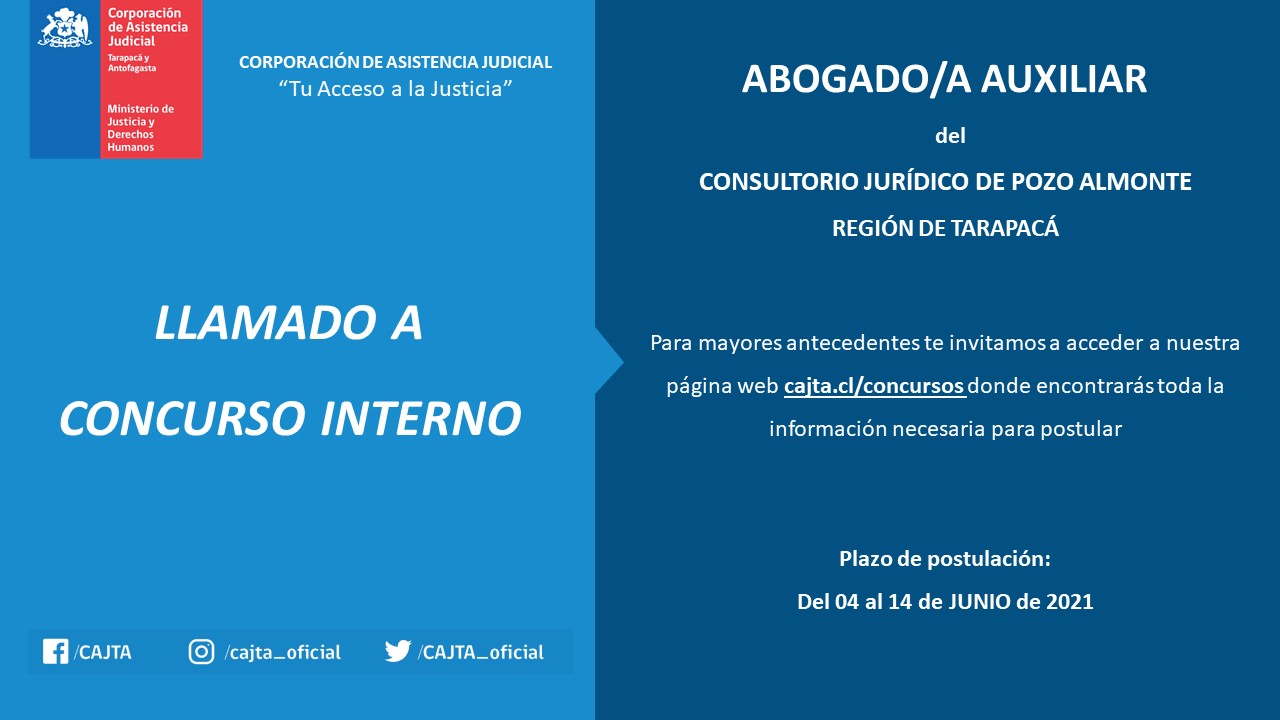 Corporación
de Asistencia
Judicial
Tarapacá y
Antofagasta
Ministerio de
Justicia y
Derechos
Humanos
CORPORACIÓN DE ASISTENCIA JUDICIAL
“Tu Acceso a la Justicia”
LLAMADO A
CONCURSO INTERNO
/CAJTA
/cajta_oficial
/CAJTA_oficial
ABOGADO/A AUXILIAR
del
CONSULTORIO JURÍDICO DE POZO ALMONTE
REGIÓN DE TARAPACÁ
Para mayores antecedentes te invitamos a acceder a nuestra
página web cajta.cl/concursos donde encontrarás toda la
información necesaria para postular
Plazo de postulación:
Del 04 al 14 de JUNIO de 2021